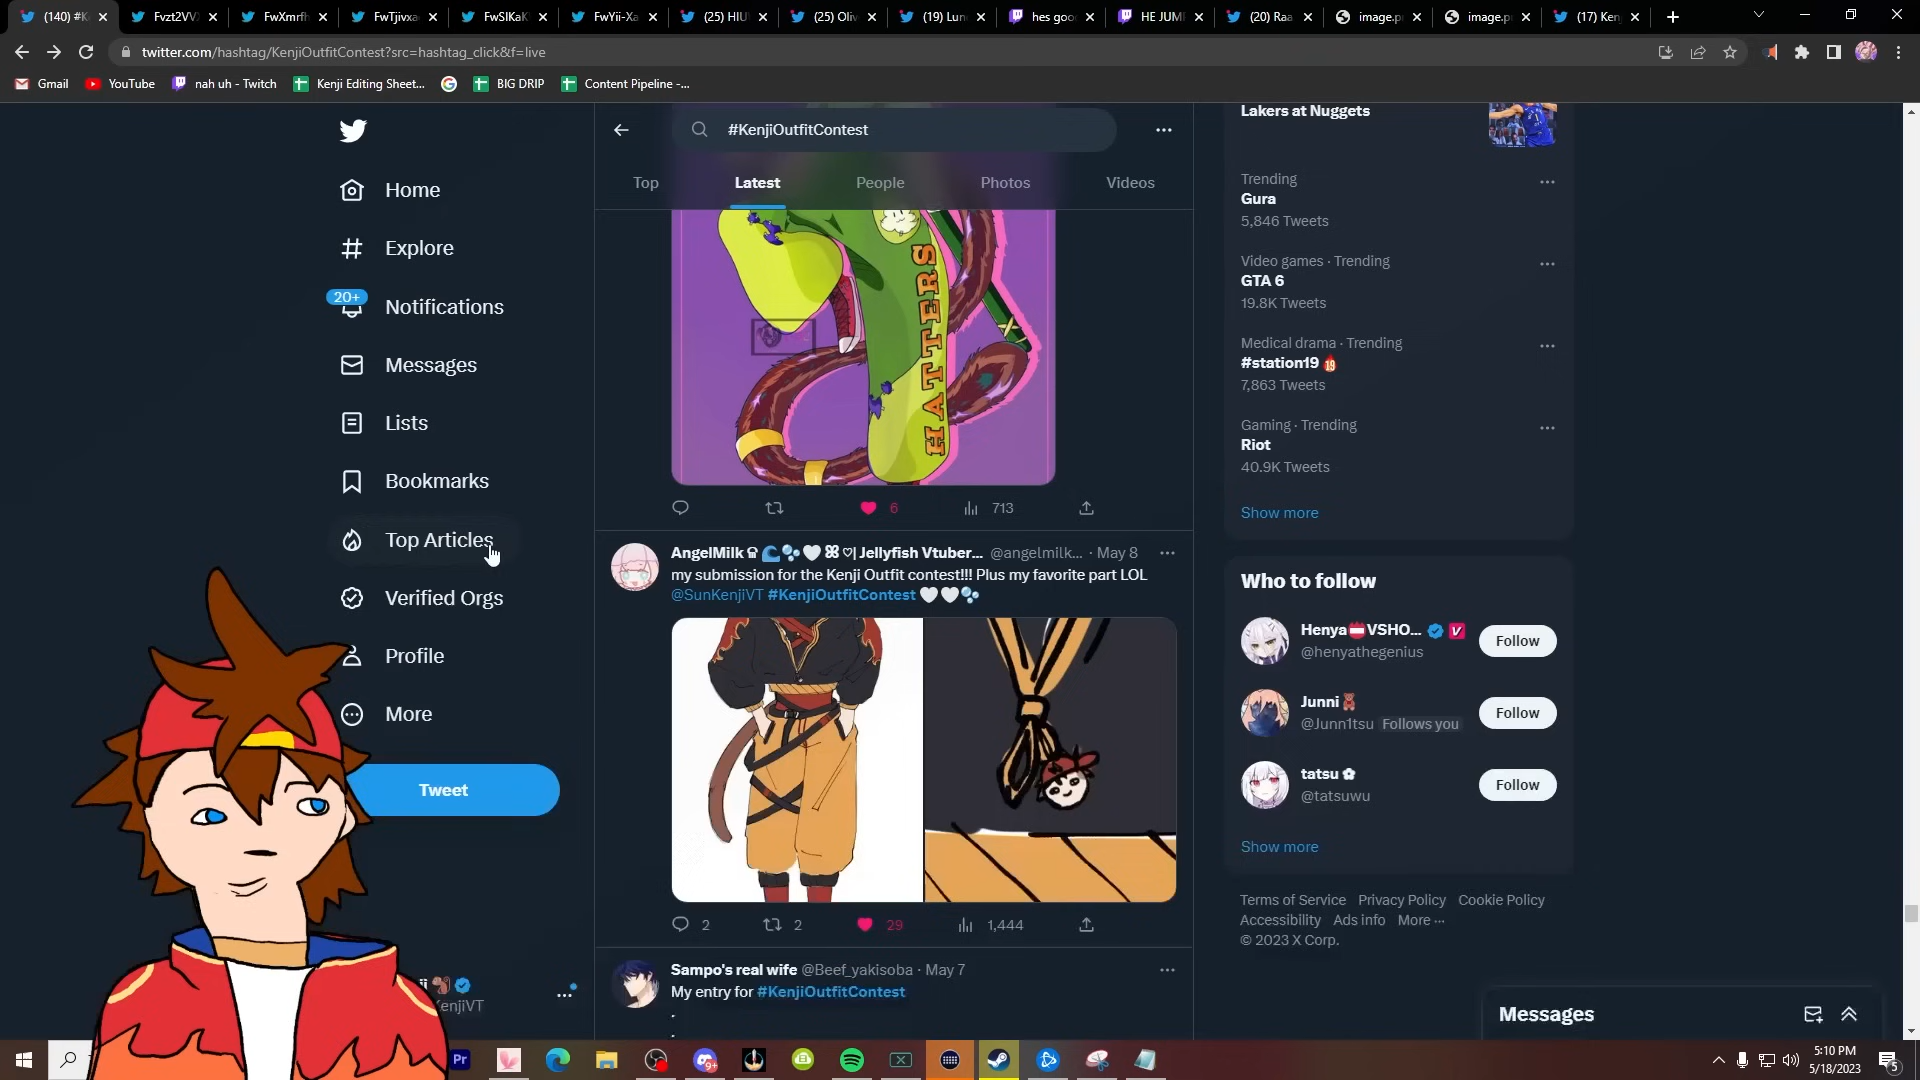 (140) #K
Fvzt2VV
FwXmrfh
FwTjivxa
FwSIKaK
FwYii-Xa
(25) HIU
(25) Oliv
(19) Lun
hes goo
HE JUM
(20) Raa
image.p
image.p
(17) Ken
twitter.com/hashtag/KenjiOutfitContest?src=hashtag_click&f=live
Gmail
YouTube
nah uh - Twitch
Kenji Editing Sheet...
BIG DRIP
Content Pipeline -...
Home
Explore
20+
Notifications
Messages
Lists
Bookmarks
Top Articles
Verified Orgs
Profile
More
Tweet
KenjiVT
#KenjiOutfitContest
Top
Latest
People
Photos
Videos
HATTERS
6
713
AngelMilk 🌊🫧🤍 ♡| Jellyfish Vtuber... @angelmilk... · May 8
my submission for the Kenji Outfit contest!!! Plus my favorite part LOL
@SunKenjiVT #KenjiOutfitContest 🤍🤍🫧
2
2
29
1,444
Sampo's real wife @Beef_yakisoba · May 7
My entry for #KenjiOutfitContest
.
.
Lakers at Nuggets
Trending
Gura
5,846 Tweets
Video games · Trending
GTA 6
19.8K Tweets
Medical drama · Trending
#station19
19
7,863 Tweets
Gaming · Trending
Riot
40.9K Tweets
Show more
Who to follow
Henya VSHO...
@henyathegenius
Follow
Junni🧸
@Junn1tsu Follows you
Follow
tatsu ✿
@tatsuwu
Follow
Show more
Terms of Service Privacy Policy Cookie Policy
Accessibility Ads info More ···
© 2023 X Corp.
Messages
Pr
9+
5:10 PM
5/18/2023
5